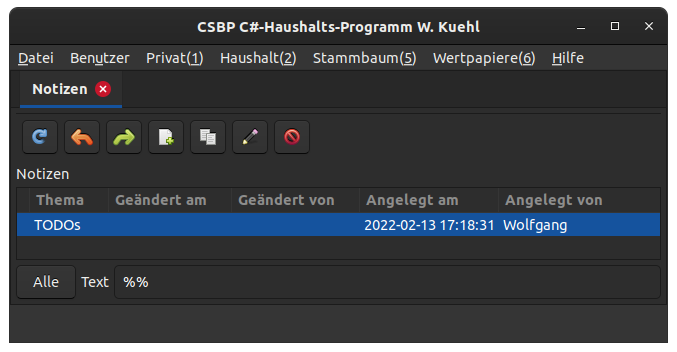 CSBP C#-Haushalts-Programm W. Kuehl
Datei Benutzer Privat(1) Haushalt(2) Stammbaum(5) Wertpapiere(6) Hilfe
Notizen
Notizen
Thema Geändert am Geändert von Angelegt am Angelegt von
TODOs 2022-02-13 17:18:31 Wolfgang
Alle Text %%